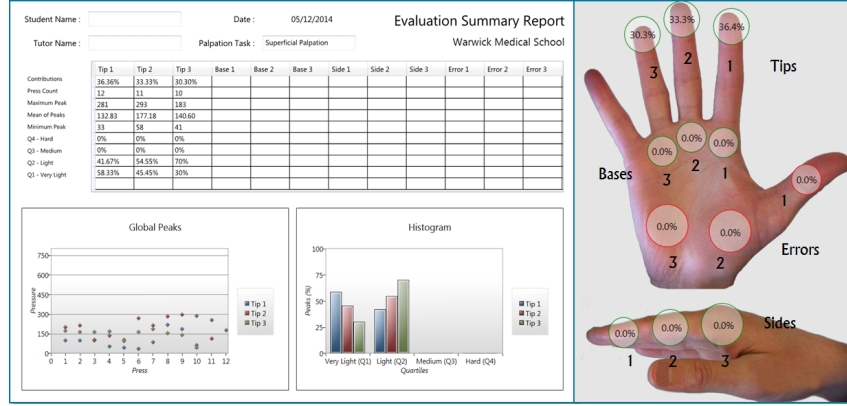 Student Name :
Date : 05/12/2014
Evaluation Summary Report
Tutor Name :
Palpation Task : Superficial Palpation
Warwick Medical School
Tip 1 Tip 2 Tip 3 Base 1 Base 2 Base 3 Side 1 Side 2 Side 3 Error 1 Error 2 Error 3
Contributions 36.36% 33.33% 30.30%
Press Count 12 11 10
Maximum Peak 281 293 183
Mean of Peaks 132.83 177.18 140.60
Minimum Peak 33 58 41
Q4 - Hard 0% 0% 0%
Q3 - Medium 0% 0% 0%
Q2 - Light 41.67% 54.55% 70%
Q1 - Very Light 58.33% 45.45% 30%
Global Peaks
750
600
450
300
150
0
Pressure
0 1 2 3 4 5 6 7 8 9 10 11 12
Press
Tip 1
Tip 2
Tip 3
Histogram
100
75
50
25
0
Peaks (%)
Very Light (Q1) Light (Q2) Medium (Q3) Hard (Q4)
Quartiles
Tip 1
Tip 2
Tip 3
30.3% 33.3% 36.4%
3 2 1
Tips
0.0% 0.0% 0.0%
Bases
3 2 1
0.0%
1
0.0% 0.0%
Errors
3 2
0.0% 0.0% 0.0%
Sides
1 2 3